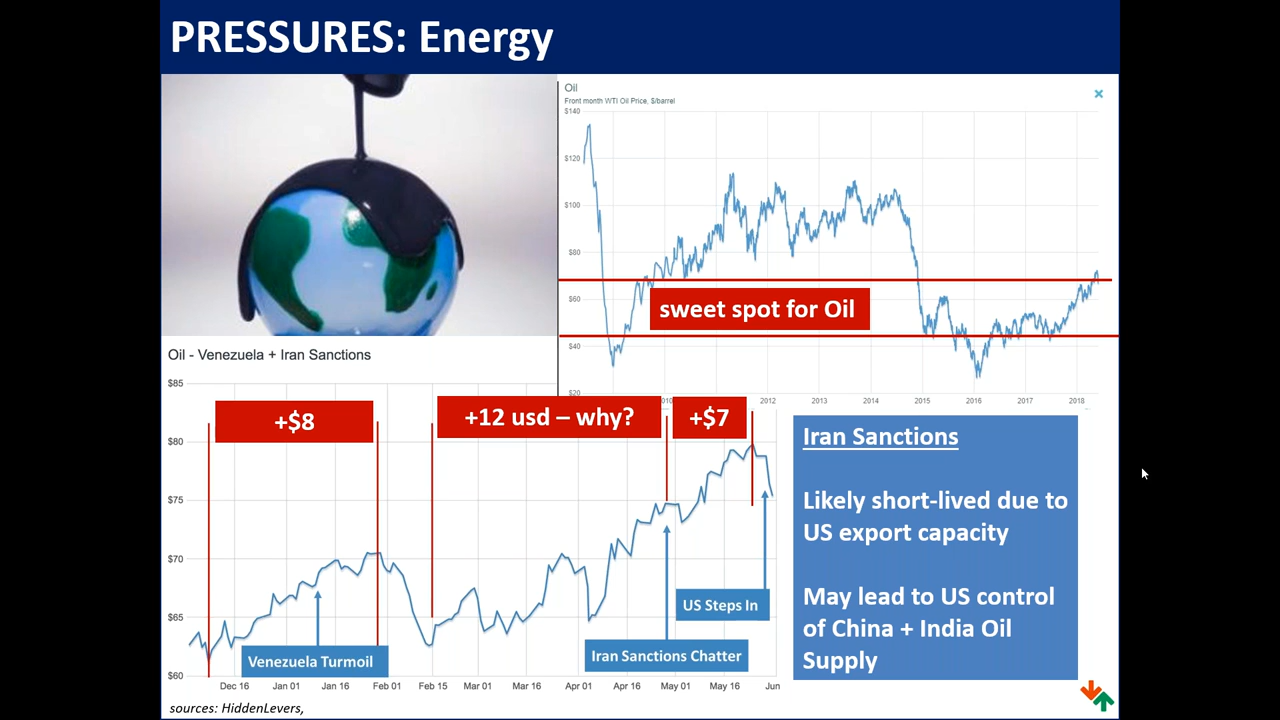 PRESSURES: Energy
Oil
Front month WTI Oil Price, $/barrel
$140
$120
$100
$80
$60
$40
$20
sweet spot for Oil
2012
2013
2014
2015
2016
2017
2018
Oil - Venezuela + Iran Sanctions
$85
$80
$75
$70
$65
$60
+$8
+12 usd – why?
+$7
Venezuela Turmoil
Iran Sanctions Chatter
US Steps In
Dec 16
Jan 01
Jan 16
Feb 01
Feb 15
Mar 01
Mar 16
Apr 01
Apr 16
May 01
May 16
Jun
Iran Sanctions
Likely short-lived due to
US export capacity
May lead to US control
of China + India Oil
Supply
sources: HiddenLevers,